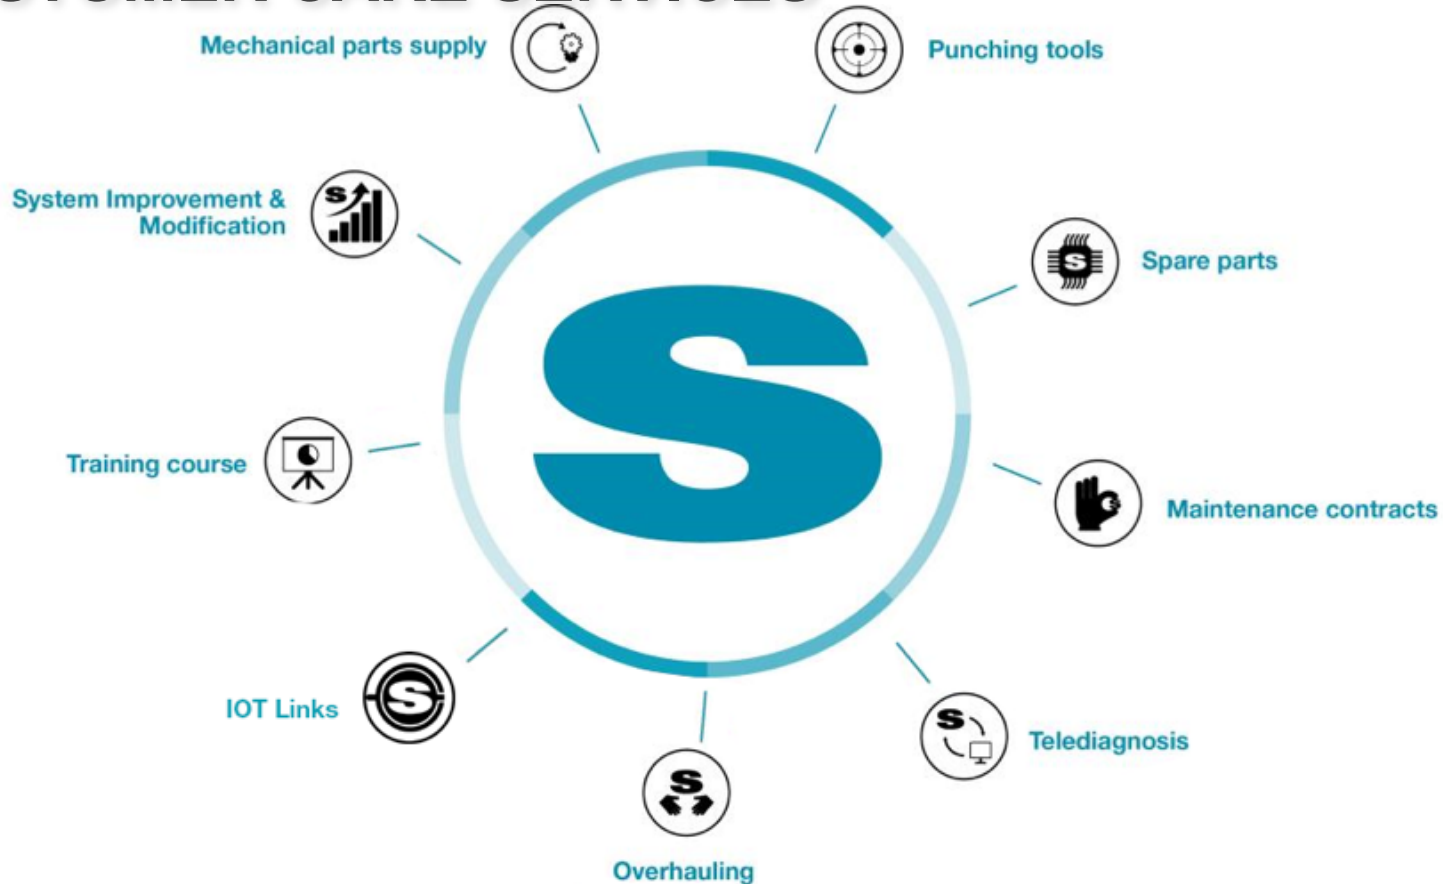 Mechanical parts supply
Punching tools
System Improvement &
Modification
S
Spare parts
S
S
Training course
Maintenance contracts
IOT Links
S
S
Telediagnosis
S
Overhauling